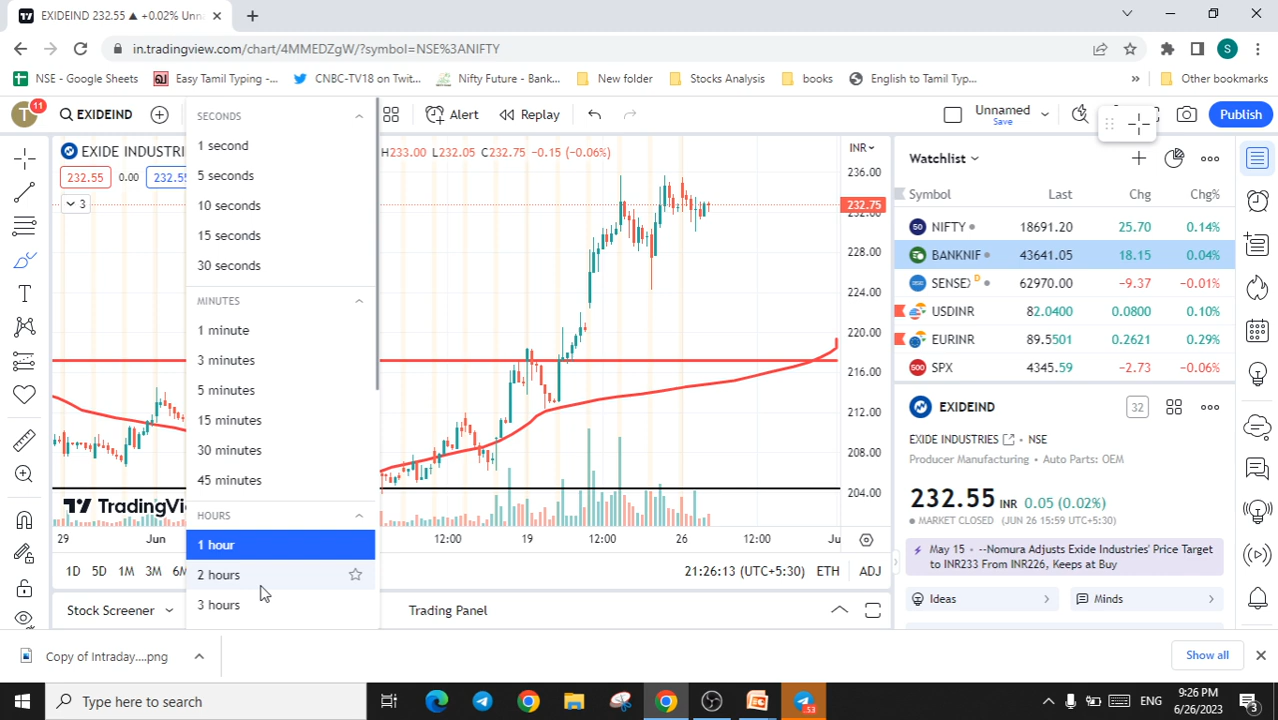 EXIDEIND 232.55 ▲ +0.02% Unn
in.tradingview.com/chart/4MMEDZgW/?symbol=NSE%3ANIFTY
S
NSE - Google Sheets
Easy Tamil Typing -...
CNBC-TV18 on Twit...
Nifty Future - Bank...
New folder
Stocks Analysis
books
English to Tamil Typ...
»
Other bookmarks
T
11
EXIDEIND
Alert
Replay
Unnamed
Save
Publish
EXIDE INDUSTRI
H233.00 L232.05 C232.75 -0.15 (-0.06%)
INR
232.55
0.00
232.55
3
236.00
232.75
228.00
224.00
220.00
216.00
212.00
208.00
204.00
TradingVi
29
Jun
12:00
19
12:00
26
12:00
Ju
1D
5D
1M
3M
6M
21:26:13 (UTC+5:30)
ETH
ADJ
Stock Screener
Trading Panel
SECONDS
1 second
5 seconds
10 seconds
15 seconds
30 seconds
MINUTES
1 minute
3 minutes
5 minutes
15 minutes
30 minutes
45 minutes
HOURS
1 hour
2 hours
3 hours
Watchlist
Symbol Last Chg Chg%
50 NIFTY 18691.20 25.70 0.14%
BANKNIF 43641.05 18.15 0.04%
SENSEX D 62970.00 -9.37 -0.01%
USDINR 82.0400 0.0800 0.10%
EURINR 89.5501 0.2621 0.29%
500 SPX 4345.59 -2.73 -0.06%
EXIDEIND
32
EXIDE INDUSTRIES • NSE
Producer Manufacturing • Auto Parts: OEM
232.55 INR 0.05 (0.02%)
MARKET CLOSED (JUN 26 15:59 UTC+5:30)
May 15 • --Nomura Adjusts Exide Industries' Price Target
to INR233 From INR226, Keeps at Buy
Ideas
Minds
Copy of Intraday....png
Show all
Type here to search
53
ENG
9:26 PM
6/26/2023
3